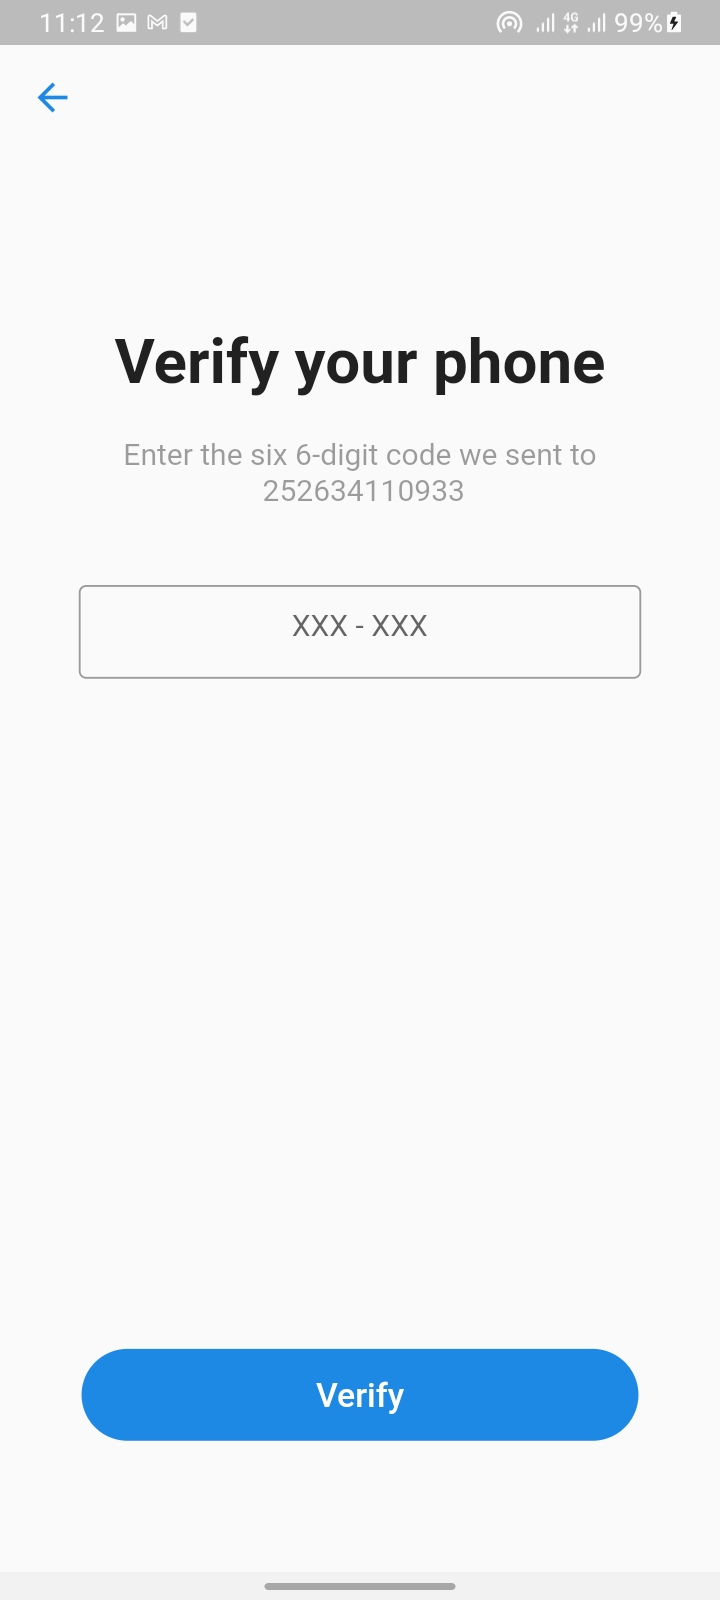 11:12 4G 99%
Verify your phone
Enter the six 6-digit code we sent to
252634110933
XXX - XXX
Verify